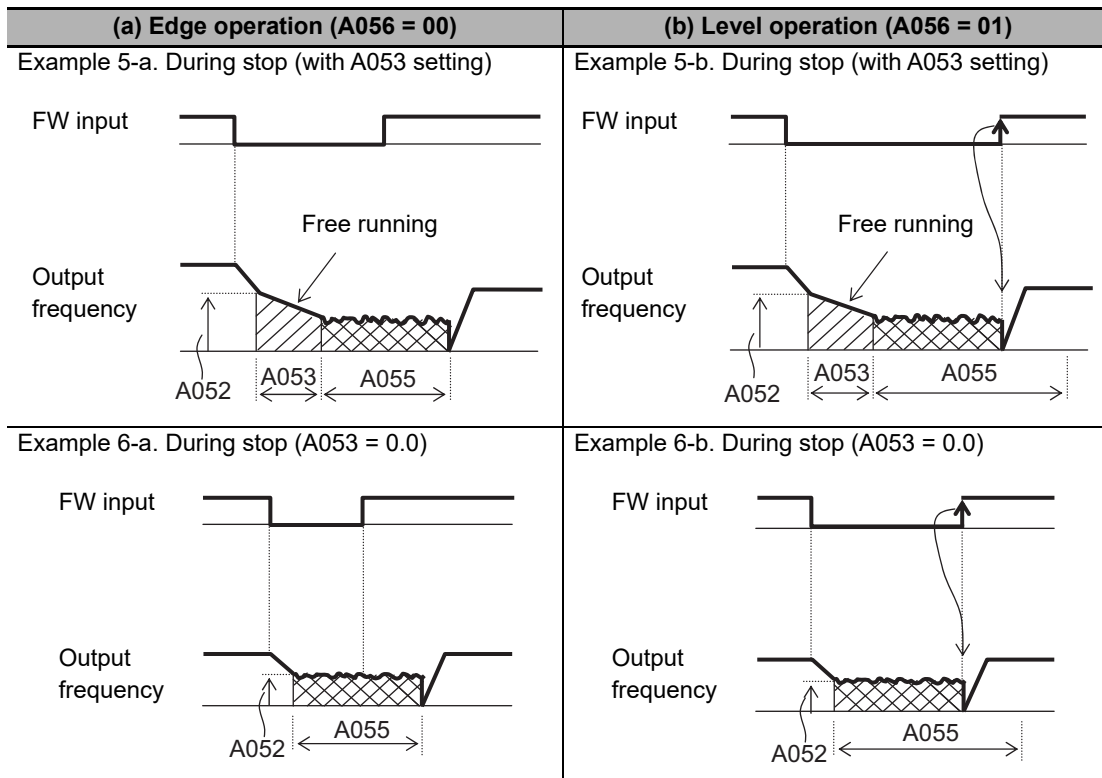 (a) Edge operation (A056 = 00)
(b) Level operation (A056 = 01)
Example 5-a. During stop (with A053 setting)
FW input
Free running
Output
frequency
A052
A053
A055
Example 5-b. During stop (with A053 setting)
FW input
Free running
Output
frequency
A052
A053
A055
Example 6-a. During stop (A053 = 0.0)
FW input
Output
frequency
A052
A055
Example 6-b. During stop (A053 = 0.0)
FW input
Output
frequency
A052
A055